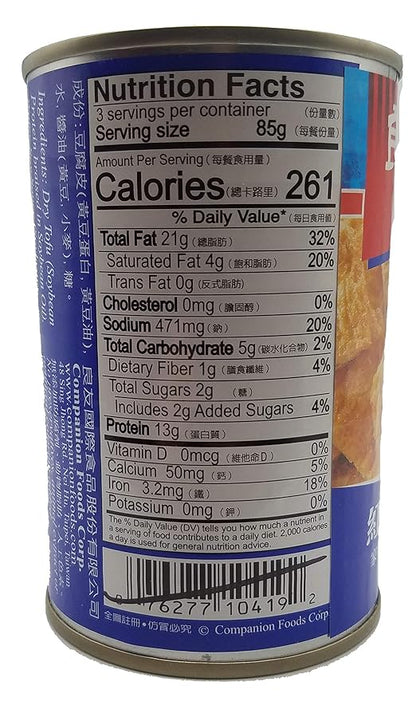 Nutrition Facts
3 servings per container (份量數)
Serving size 85g (每餐份量)
Amount Per Serving (每餐食用量)
Calories (總卡路里) 261
% Daily Value* (每日食用值)
Total Fat 21g (總脂肪) 32%
Saturated Fat 4g (飽和脂肪) 20%
Trans Fat 0g (反式脂肪)
Cholesterol 0mg (膽固醇) 0%
Sodium 471mg (鈉) 20%
Total Carbohydrate 5g (碳水化合物) 2%
Dietary Fiber 1g (膳食纖維) 4%
Total Sugars 2g (糖)
Includes 2g Added Sugars 4%
Protein 13g (蛋白質)
Vitamin D 0mcg (維他命D) 0%
Calcium 50mg (鈣) 5%
Iron 3.2mg (鐵) 18%
Potassium 0mg (鉀) 0%
The % Daily Value (DV) tells you how much a nutrient in
a serving of food contributes to a daily diet. 2,000 calories
a day is used for general nutrition advice.
76277 10419 2
全圖註冊・仿冒必究 © Companion Foods Corp
成份：豆腐皮(黃豆蛋白，黃豆油)，
水，醬油(黃豆，小麥)，糖。
Ingredients: Dry Tofu (Soybean
良友國際食品股份有限公司
Companion Foods Corp.